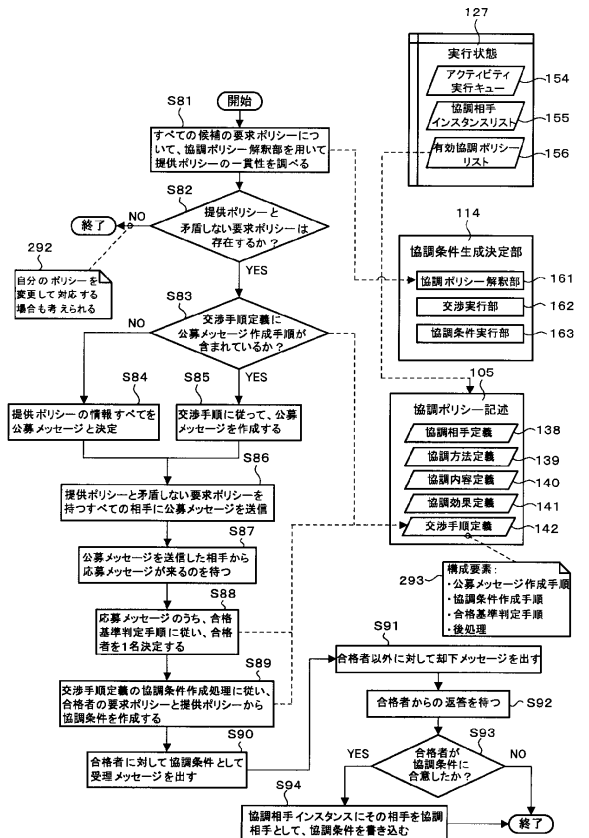 127
実行状態
アクティビティ
実行キュー
154
協調相手
インスタンスリスト
155
有効協調ポリシー
リスト
156
開始
S81
すべての候補の要求ポリシーにつ
いて、協調ポリシー解釈部を用いて
提供ポリシーの一貫性を調べる
S82
提供ポリシーと
矛盾しない要求ポリシーは
存在するか?
NO
終了
YES
292
自分のポリシーを
変更して対応する
場合も考えられる
114
協調条件生成決定部
協調ポリシー解釈部
161
交渉実行部
162
協調条件実行部
163
S83
交渉手順定義に
公募メッセージ作成手順が
含まれているか?
NO
YES
S84
提供ポリシーの情報すべてを
公募メッセージと決定
S85
交渉手順に従って、公募
メッセージを作成する
105
協調ポリシー記述
協調相手定義
138
協調方法定義
139
協調内容定義
140
協調効果定義
141
交渉手順定義
142
293
構成要素:
・公募メッセージ作成手順
・協調条件作成手順
・合格基準判定手順
・後処理
S86
提供ポリシーと矛盾しない要求ポリシーを
持つすべての相手に公募メッセージを送信
S87
公募メッセージを送信した相手から
応募メッセージが来るのを待つ
S88
応募メッセージのうち、合格
基準判定手順に従い、合格
者を1名決定する
S89
交渉手順定義の協調条件作成処理に従い、
合格者の要求ポリシーと提供ポリシーから
協調条件を作成する
S90
合格者に対して協調条件として
受理メッセージを出す
S91
合格者以外に対して却下メッセージを出す
S92
合格者からの返答を待つ
S93
合格者が
協調条件に
合意したか?
YES
NO
S94
協調相手インスタンスにその相手を協調
相手として、協調条件を書き込む
終了